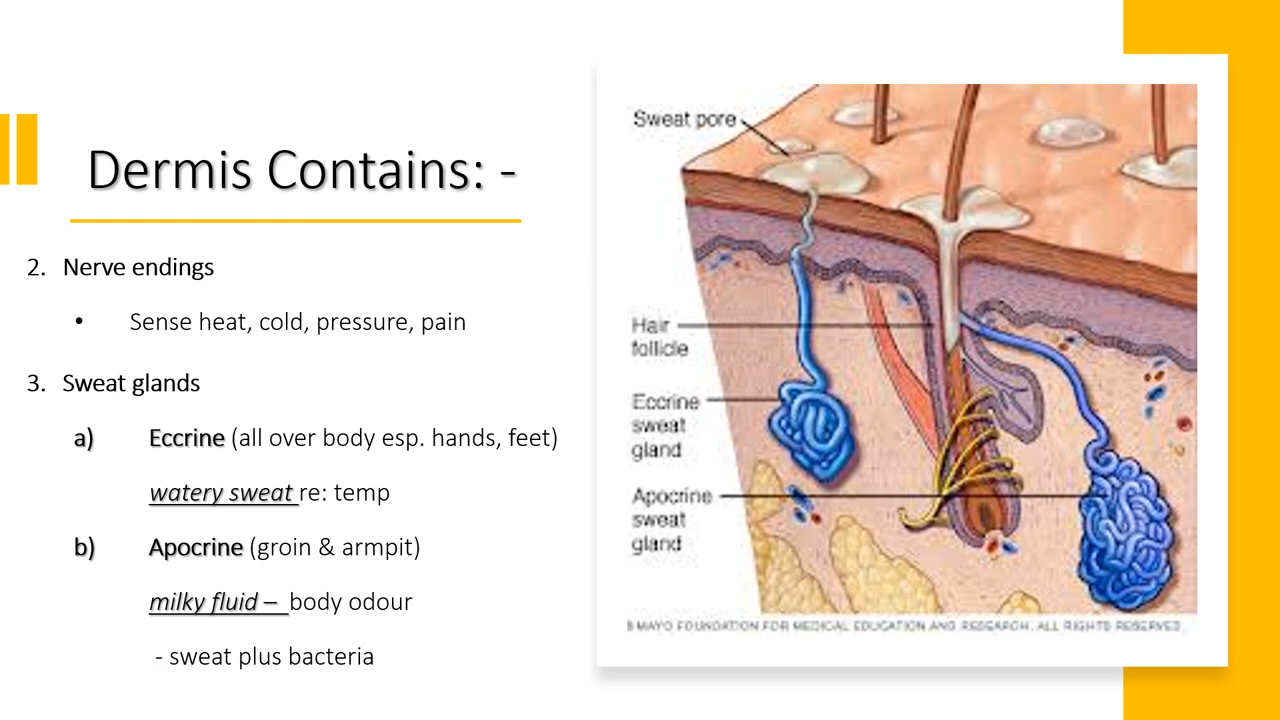 Dermis Contains: -
2. Nerve endings
• Sense heat, cold, pressure, pain
3. Sweat glands
a) Eccrine (all over body esp. hands, feet)
watery sweat re: temp
b) Apocrine (groin & armpit)
milky fluid – body odour
- sweat plus bacteria
Sweat pore
Hair
follicle
Eccrine
sweat
gland
Apocrine
sweat
gland
MAYO FOUNDATION FOR MEDICAL EDUCATION AND RESEARCH. ALL RIGHTS RESERVED.